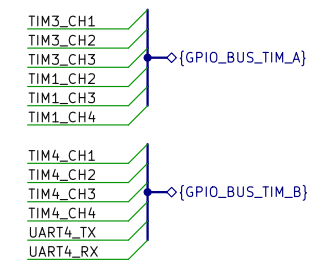 TIM3_CH1
TIM3_CH2
TIM3_CH3
{GPIO_BUS_TIM_A}
TIM1_CH2
TIM1_CH3
TIM1_CH4
TIM4_CH1
TIM4_CH2
TIM4_CH3
{GPIO_BUS_TIM_B}
TIM4_CH4
UART4_TX
UART4_RX